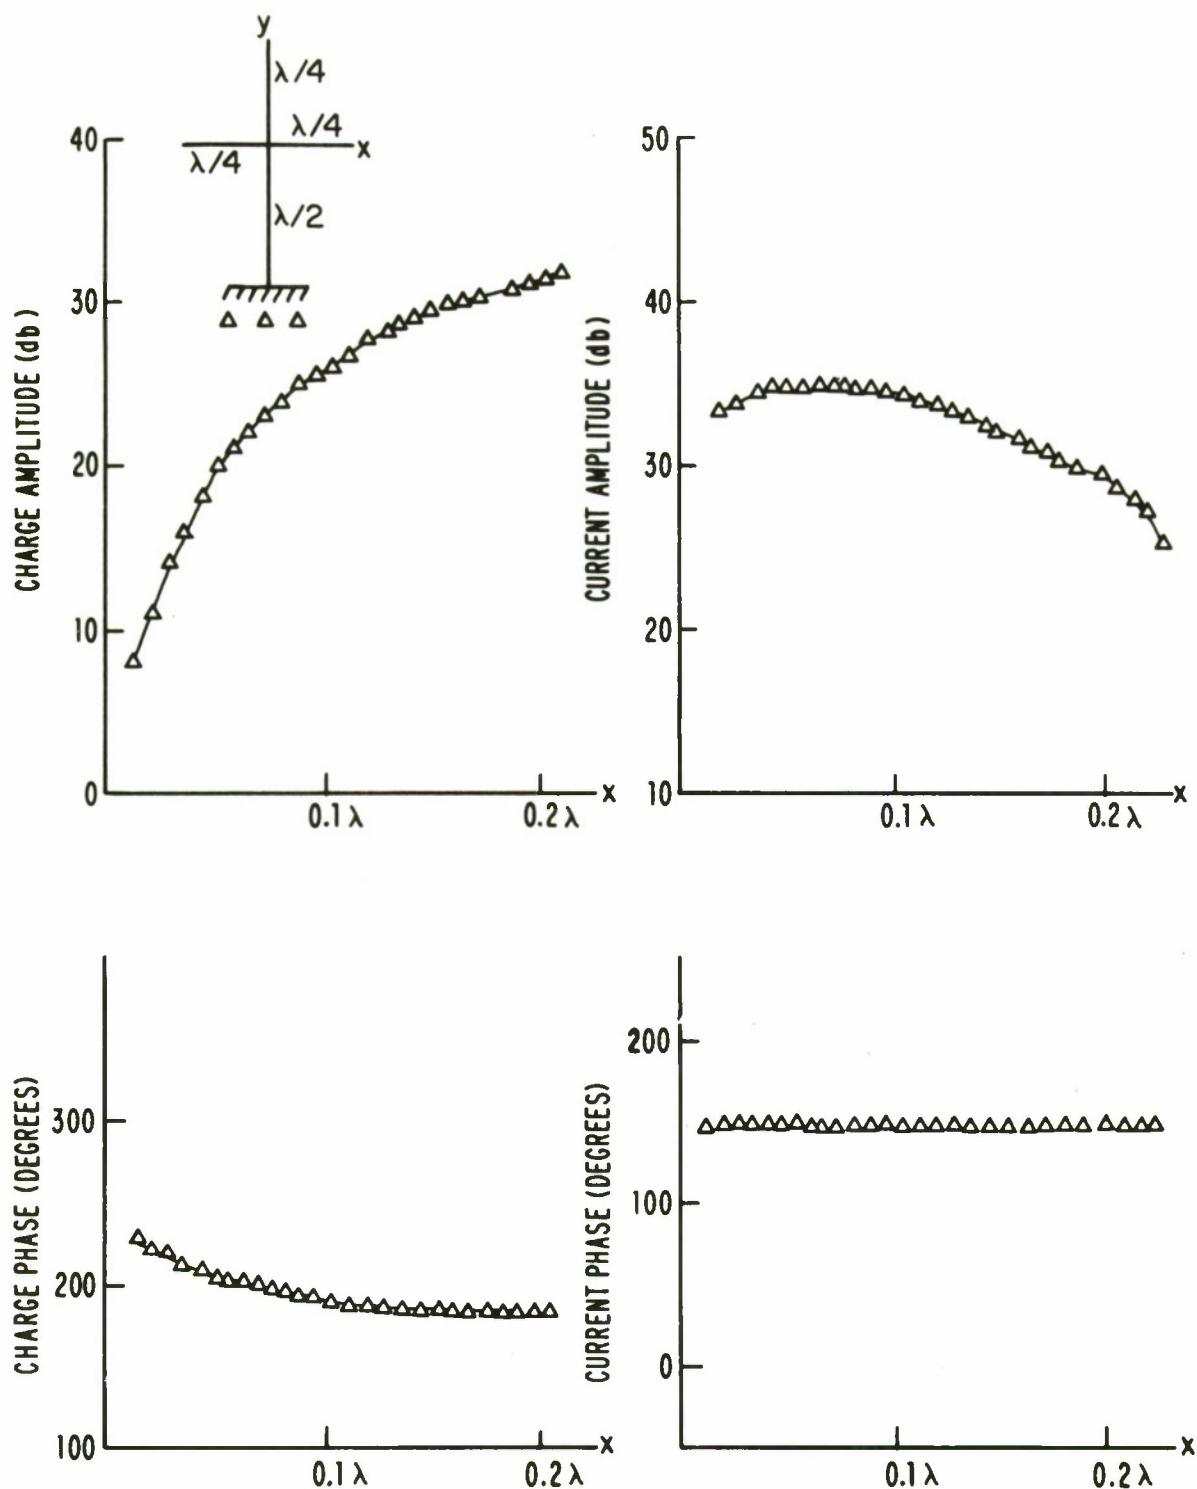 y
λ/4
λ/4
x
λ/4
λ/2
40
30
20
10
0
CHARGE AMPLITUDE (db)
0.1λ
0.2λ
x
50
40
30
20
10
CURRENT AMPLITUDE (db)
0.1λ
0.2λ
x
300
200
100
CHARGE PHASE (DEGREES)
0.1λ
0.2λ
x
200
100
0
CURRENT PHASE (DEGREES)
0.1λ
0.2λ
x